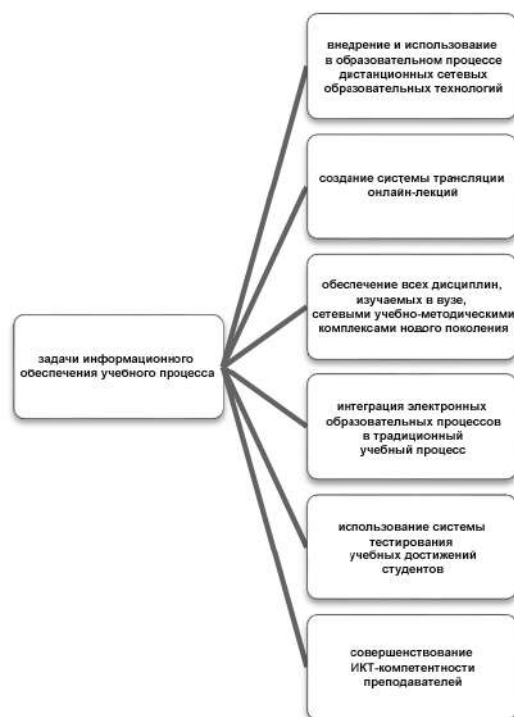 внедрение и использование
в образовательном процессе
дистанционных сетевых
образовательных технологий
создание системы трансляции
онлайн-лекций
обеспечение всех дисциплин,
изучаемых в вузе,
сетевыми учебно-методическими
комплексами нового поколения
задачи информационного
обеспечения учебного процесса
интеграция электронных
образовательных процессов
в традиционный
учебный процесс
использование системы
тестирования
учебных достижений
студентов
совершенствование
ИКТ-компетентности
преподавателей